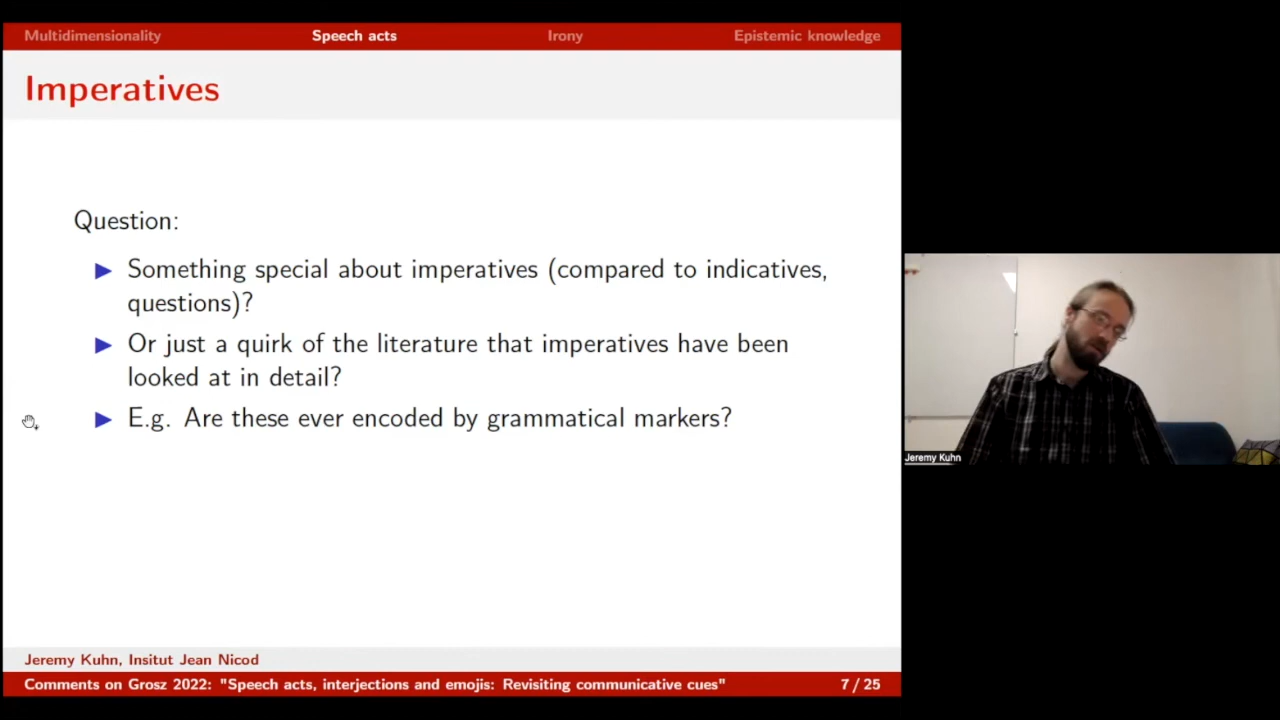 Multidimensionality Speech acts Irony Epistemic knowledge
Imperatives
Question:
▶ Something special about imperatives (compared to indicatives,
questions)?
▶ Or just a quirk of the literature that imperatives have been
looked at in detail?
▶ E.g. Are these ever encoded by grammatical markers?
Jeremy Kuhn
Jeremy Kuhn, Insitut Jean Nicod
Comments on Grosz 2022: "Speech acts, interjections and emojis: Revisiting communicative cues" 7 / 25